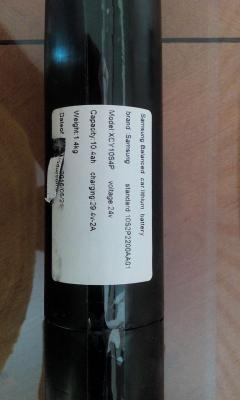 Samsung Balanced car lithium battery
brand: Samsung standard:10S2P2200AA01
Model:XCY10S4P voltage:24v
Capacity:10.4ah charging:29.4v-2A
Weight:1.4kg